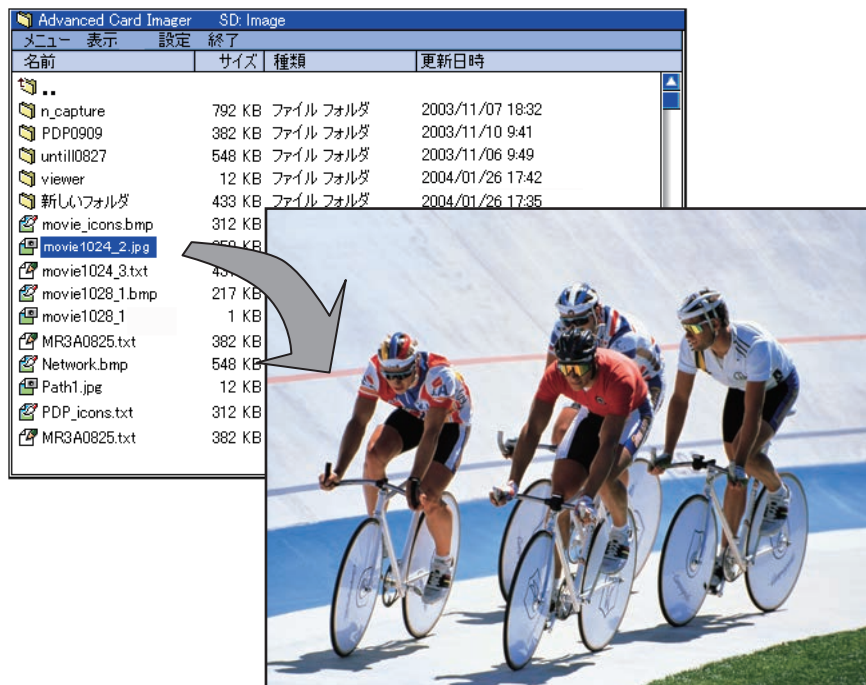 Advanced Card Imager SD: Image
メニュー 表示 設定 終了
名前 サイズ 種類 更新日時
..
n_capture 792 KB ファイル フォルダ 2003/11/07 18:32
PDP0909 382 KB ファイル フォルダ 2003/11/10 9:41
untill0827 548 KB ファイル フォルダ 2003/11/06 9:49
viewer 12 KB ファイル フォルダ 2004/01/26 17:42
新しいフォルダ 433 KB ファイル フォルダ 2004/01/26 17:35
movie_icons.bmp 312 KB
movie1024_2.jpg
movie1024_3.txt
movie1028_1.bmp 217 KB
movie1028_1 1 KB
MR3A0825.txt 382 KB
Network.bmp 548 KB
Path1.jpg 12 KB
PDP_icons.txt 312 KB
MR3A0825.txt 382 KB